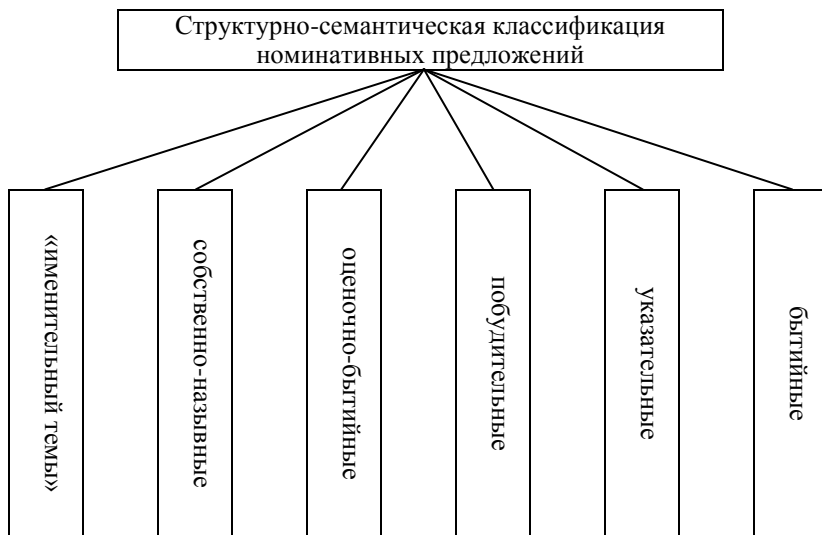 Структурно-семантическая классификация
номинативных предложений
«именительный темы»
собственно-назывные
оценочно-бытийные
побудительные
указательные
бытийные